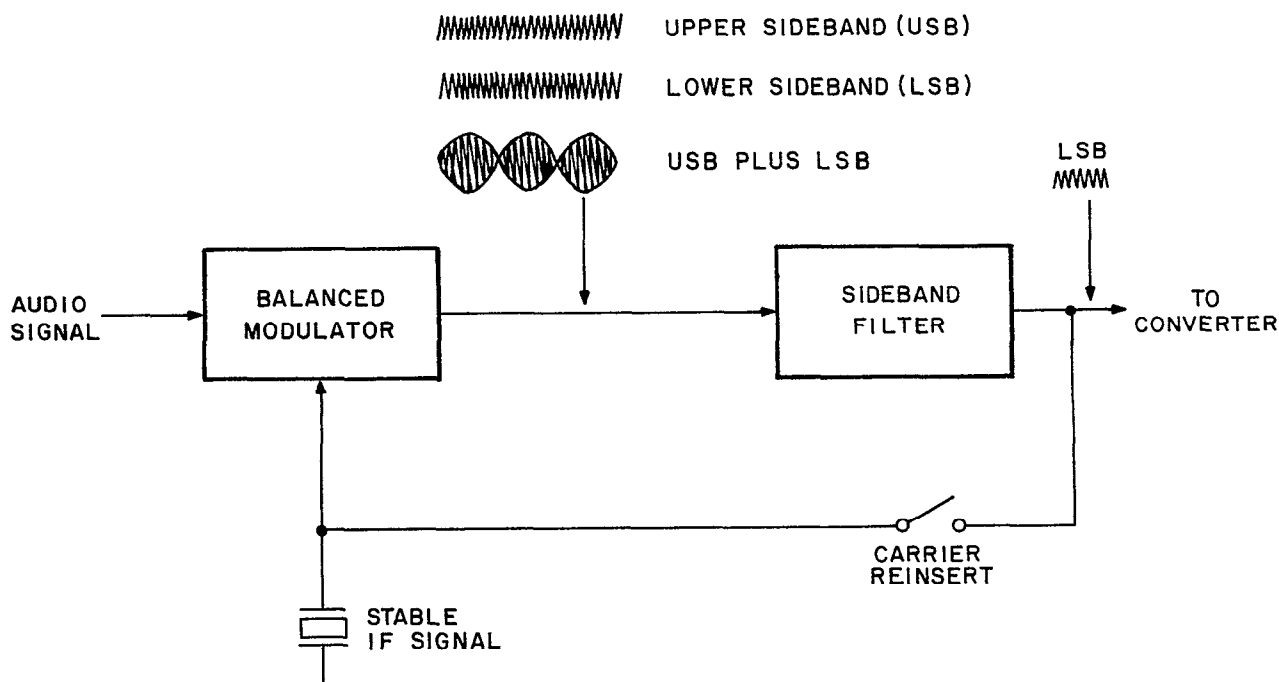 UPPER SIDEBAND (USB)
LOWER SIDEBAND (LSB)
USB PLUS LSB
LSB
AUDIO
SIGNAL
BALANCED
MODULATOR
SIDEBAND
FILTER
TO
CONVERTER
CARRIER
REINSERT
STABLE
IF SIGNAL